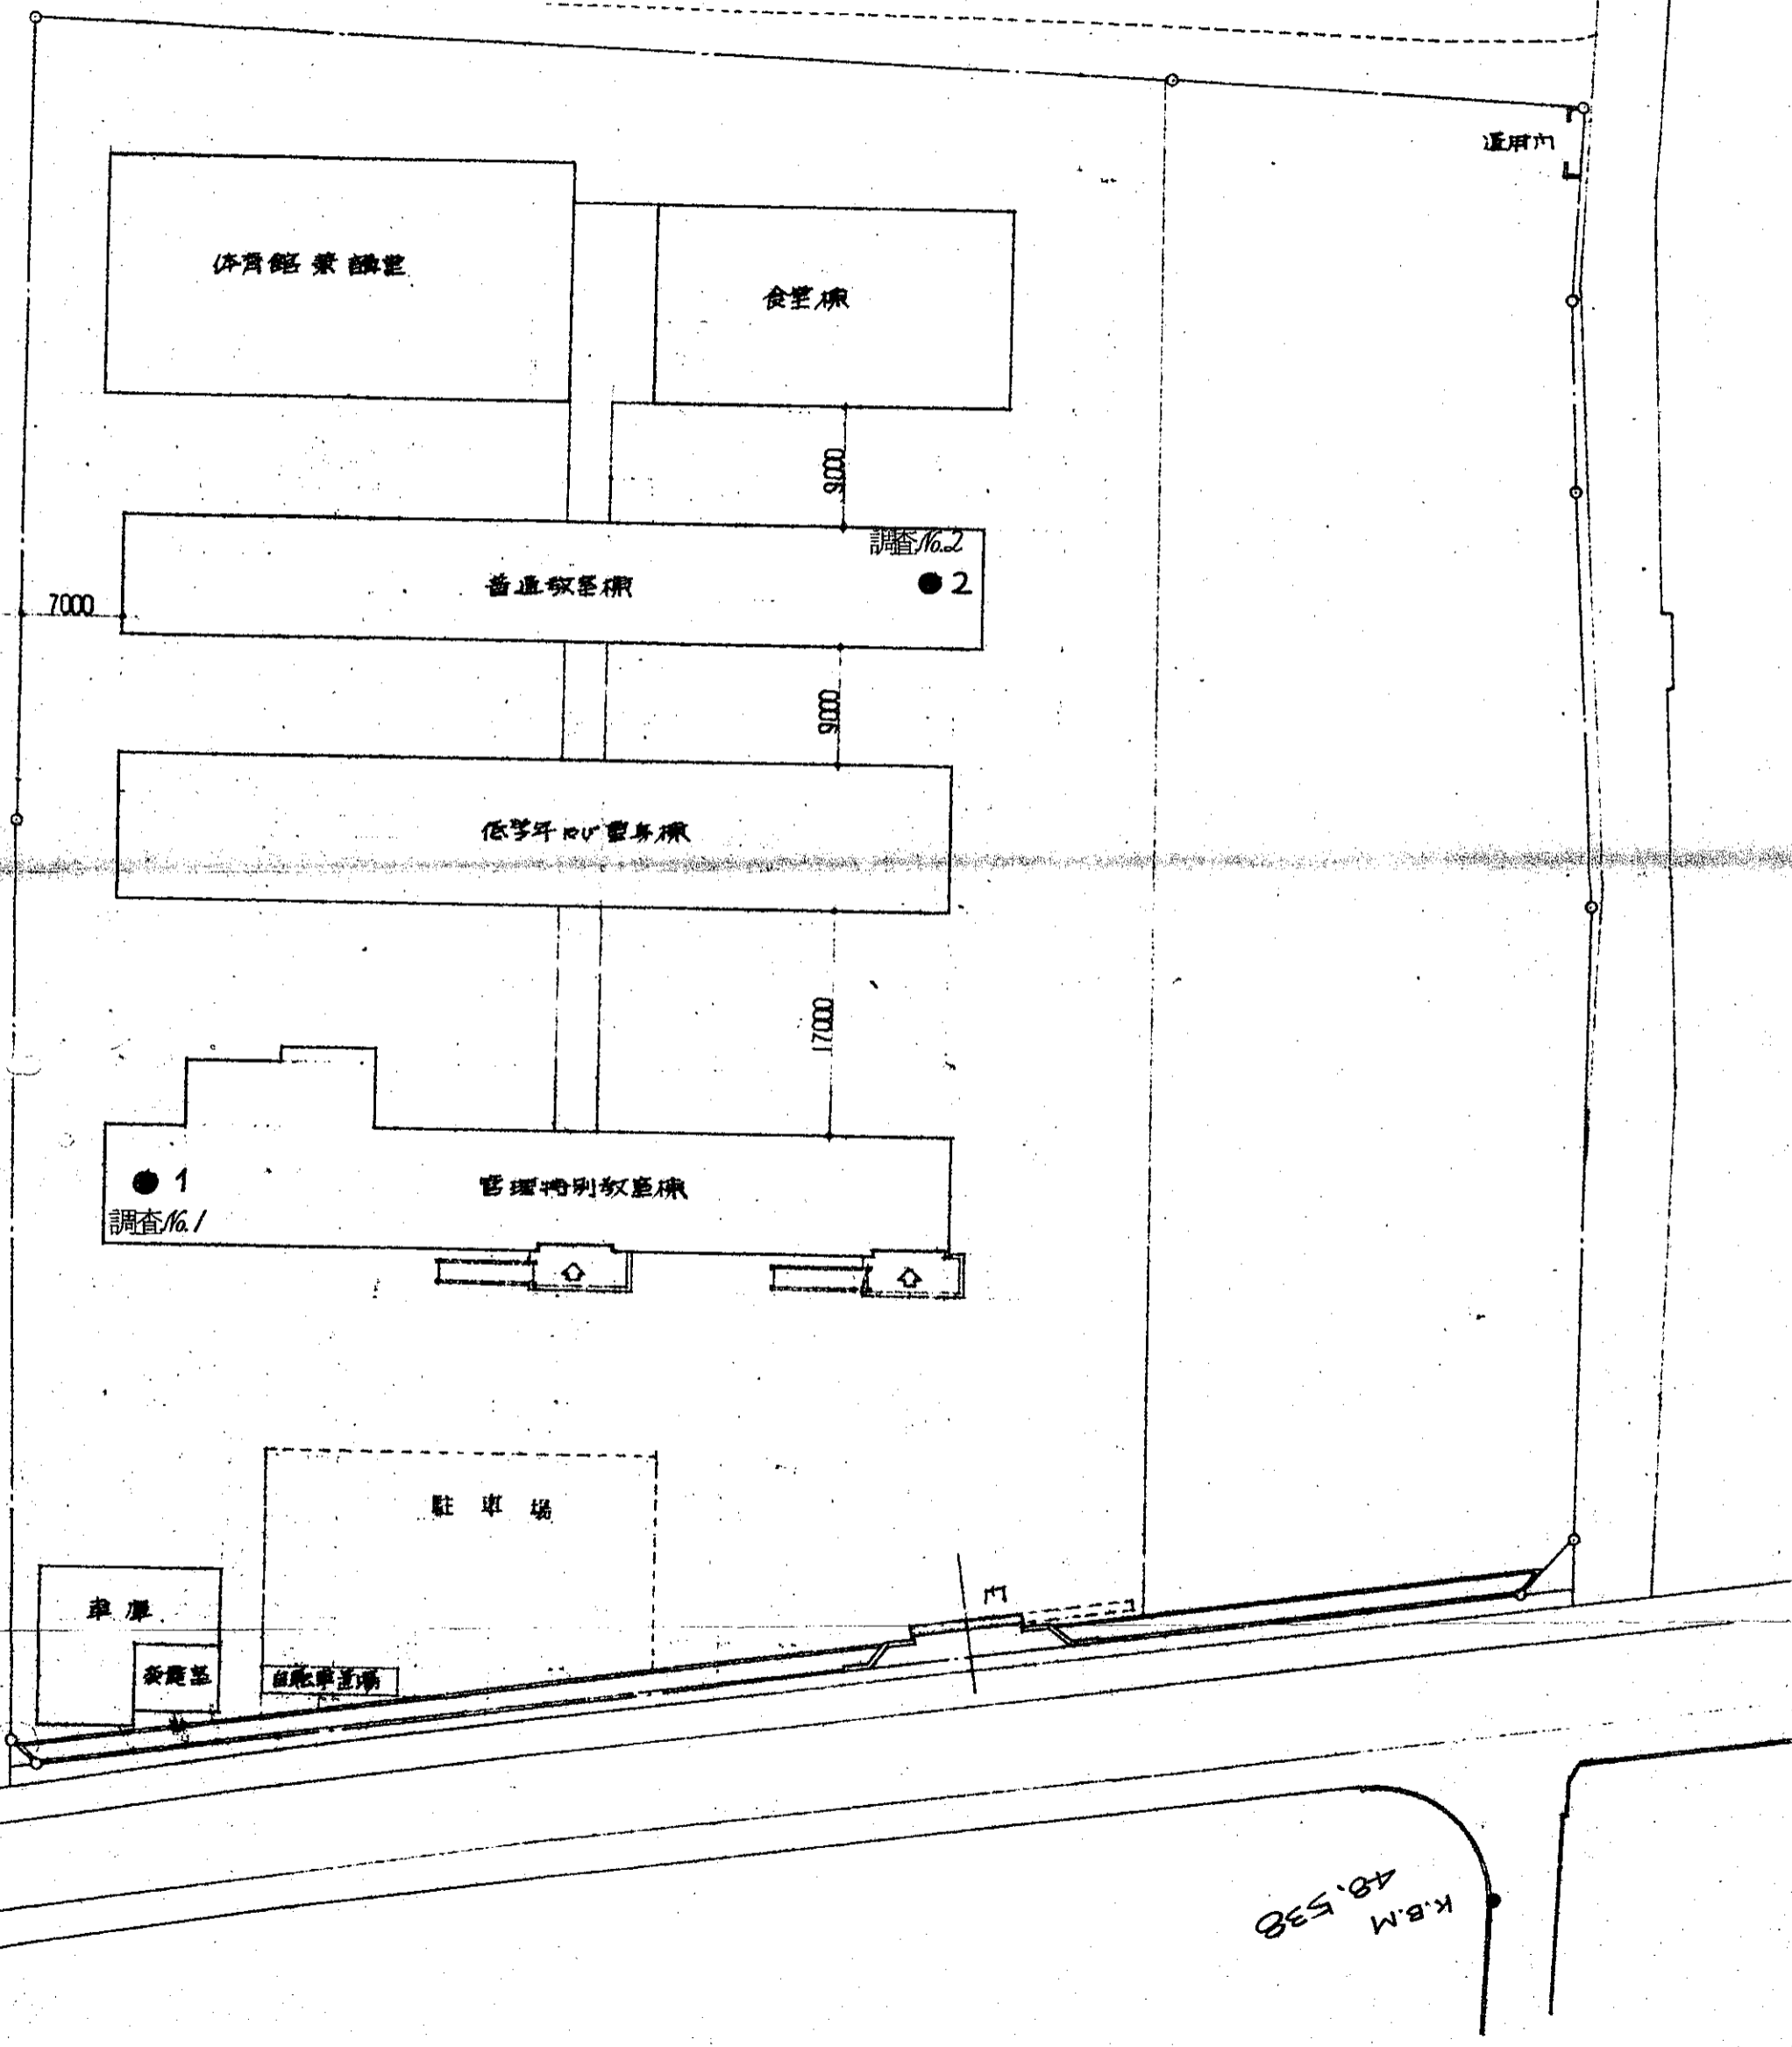 通用門
体育館兼講堂
食堂棟
9000
調査No.2
2
普通教室棟
7000
9000
低学年及び重身棟
17000
1
管理特別教室棟
調査No.1
駐車場
車庫
自転車置場
K.B.M
48,538